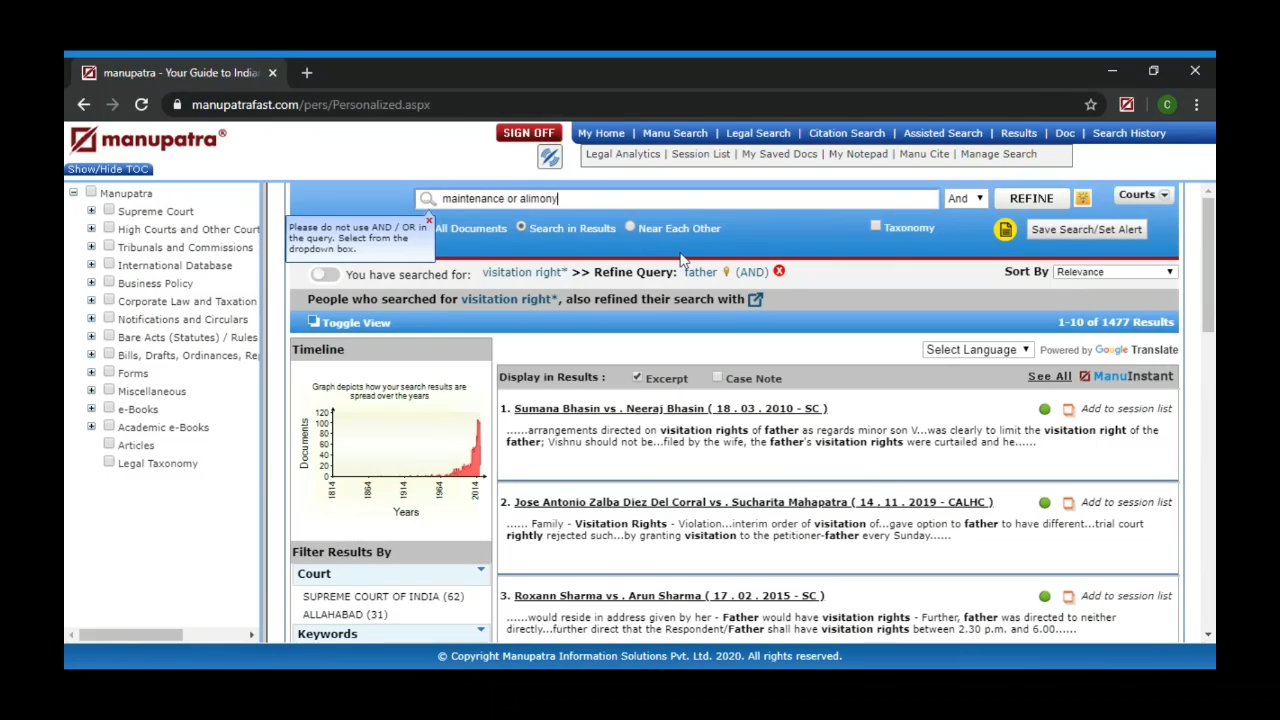 manupatra - Your Guide to India
manupatrafast.com/pers/Personalized.aspx
C
manupatra®
SIGN OFF
My Home | Manu Search | Legal Search | Citation Search | Assisted Search | Results | Doc | Search History
Legal Analytics | Session List | My Saved Docs | My Notepad | Manu Cite | Manage Search
Show/Hide TOC
Manupatra
Supreme Court
High Courts and Other Court
Tribunals and Commissions
International Database
Business Policy
Corporate Law and Taxation
Notifications and Circulars
Bare Acts (Statutes) / Rules
Bills, Drafts, Ordinances, Re
Forms
Miscellaneous
e-Books
Academic e-Books
Articles
Legal Taxonomy
maintenance or alimony
And
REFINE
Courts
Please do not use AND / OR in
the query. Select from the
dropdown box.
All Documents
Search in Results
Near Each Other
Taxonomy
Save Search/Set Alert
You have searched for: visitation right* >> Refine Query: father (AND)
Sort By Relevance
People who searched for visitation right*, also refined their search with
Toggle View
1-10 of 1477 Results
Timeline
Graph depicts how your search results are
spread over the years
Documents
120
100
80
60
40
20
0
1814
1864
1914
1964
2014
Years
Filter Results By
Court
SUPREME COURT OF INDIA (62)
ALLAHABAD (31)
Keywords
Select Language
Powered by Google Translate
Display in Results : Excerpt Case Note
See All ManuInstant
1. Sumana Bhasin vs . Neeraj Bhasin ( 18 . 03 . 2010 - SC )
Add to session list
......arrangements directed on visitation rights of father as regards minor son V...was clearly to limit the visitation right of the
father; Vishnu should not be...filed by the wife, the father's visitation rights were curtailed and he......
2. Jose Antonio Zalba Diez Del Corral vs . Sucharita Mahapatra ( 14 . 11 . 2019 - CALHC )
Add to session list
...... Family - Visitation Rights - Violation...interim order of visitation of...gave option to father to have different...trial court
rightly rejected such...by granting visitation to the petitioner-father every Sunday......
3. Roxann Sharma vs . Arun Sharma ( 17 . 02 . 2015 - SC )
Add to session list
......would reside in address given by her - Father would have visitation rights - Further, father was directed to neither
directly...further direct that the Respondent/Father shall have visitation rights between 2.30 p.m. and 6.00......
© Copyright Manupatra Information Solutions Pvt. Ltd. 2020. All rights reserved.